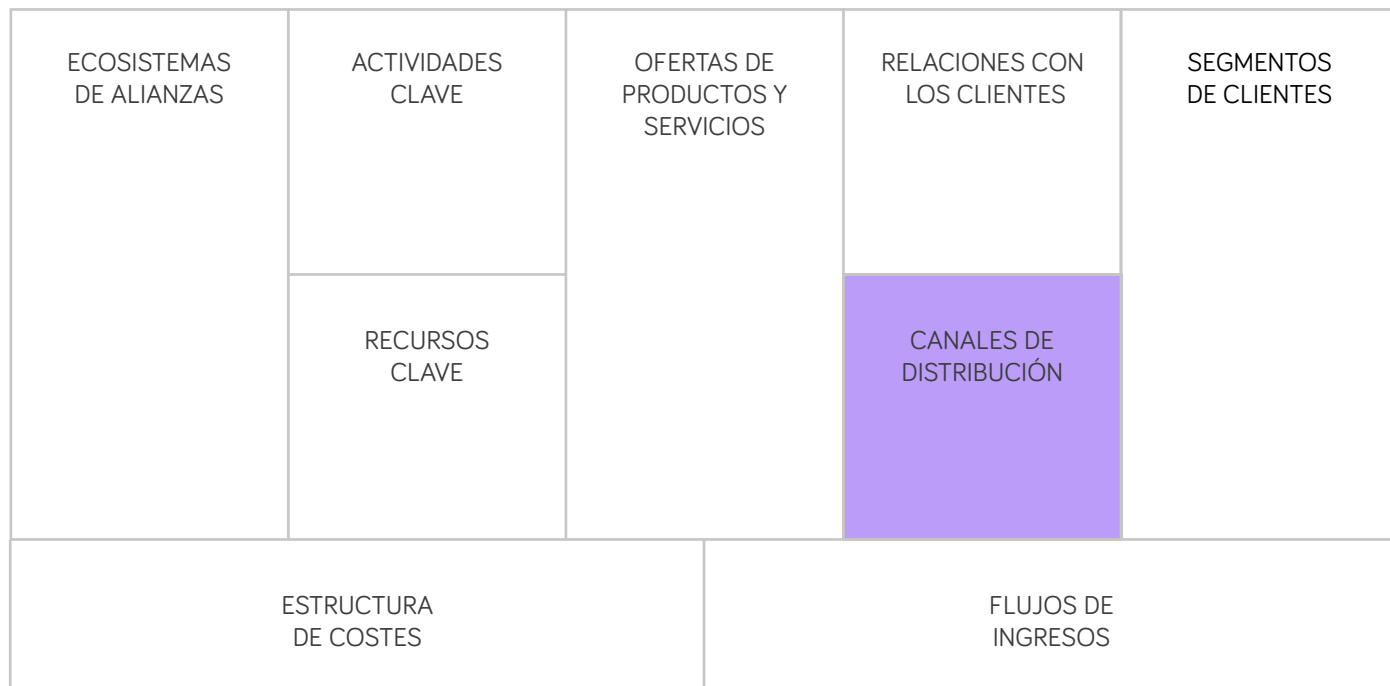 ECOSISTEMAS
DE ALIANZAS
ACTIVIDADES
CLAVE
OFERTAS DE
PRODUCTOS Y
SERVICIOS
RELACIONES CON
LOS CLIENTES
SEGMENTOS
DE CLIENTES
RECURSOS
CLAVE
CANALES DE
DISTRIBUCIÓN
ESTRUCTURA
DE COSTES
FLUJOS DE
INGRESOS